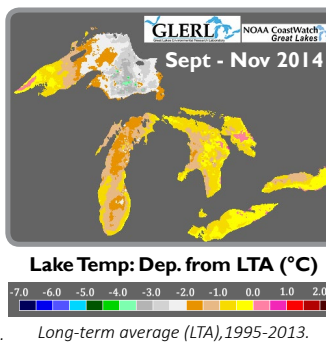 GLERL
NOAA CoastWatch
Great Lakes
Sept - Nov 2014
Lake Temp: Dep. from LTA (°C)
-7.0 -6.0 -5.0 -4.0 -3.0 -2.0 -1.0 0.0 1.0 2.0
. Long-term average (LTA),1995-2013.